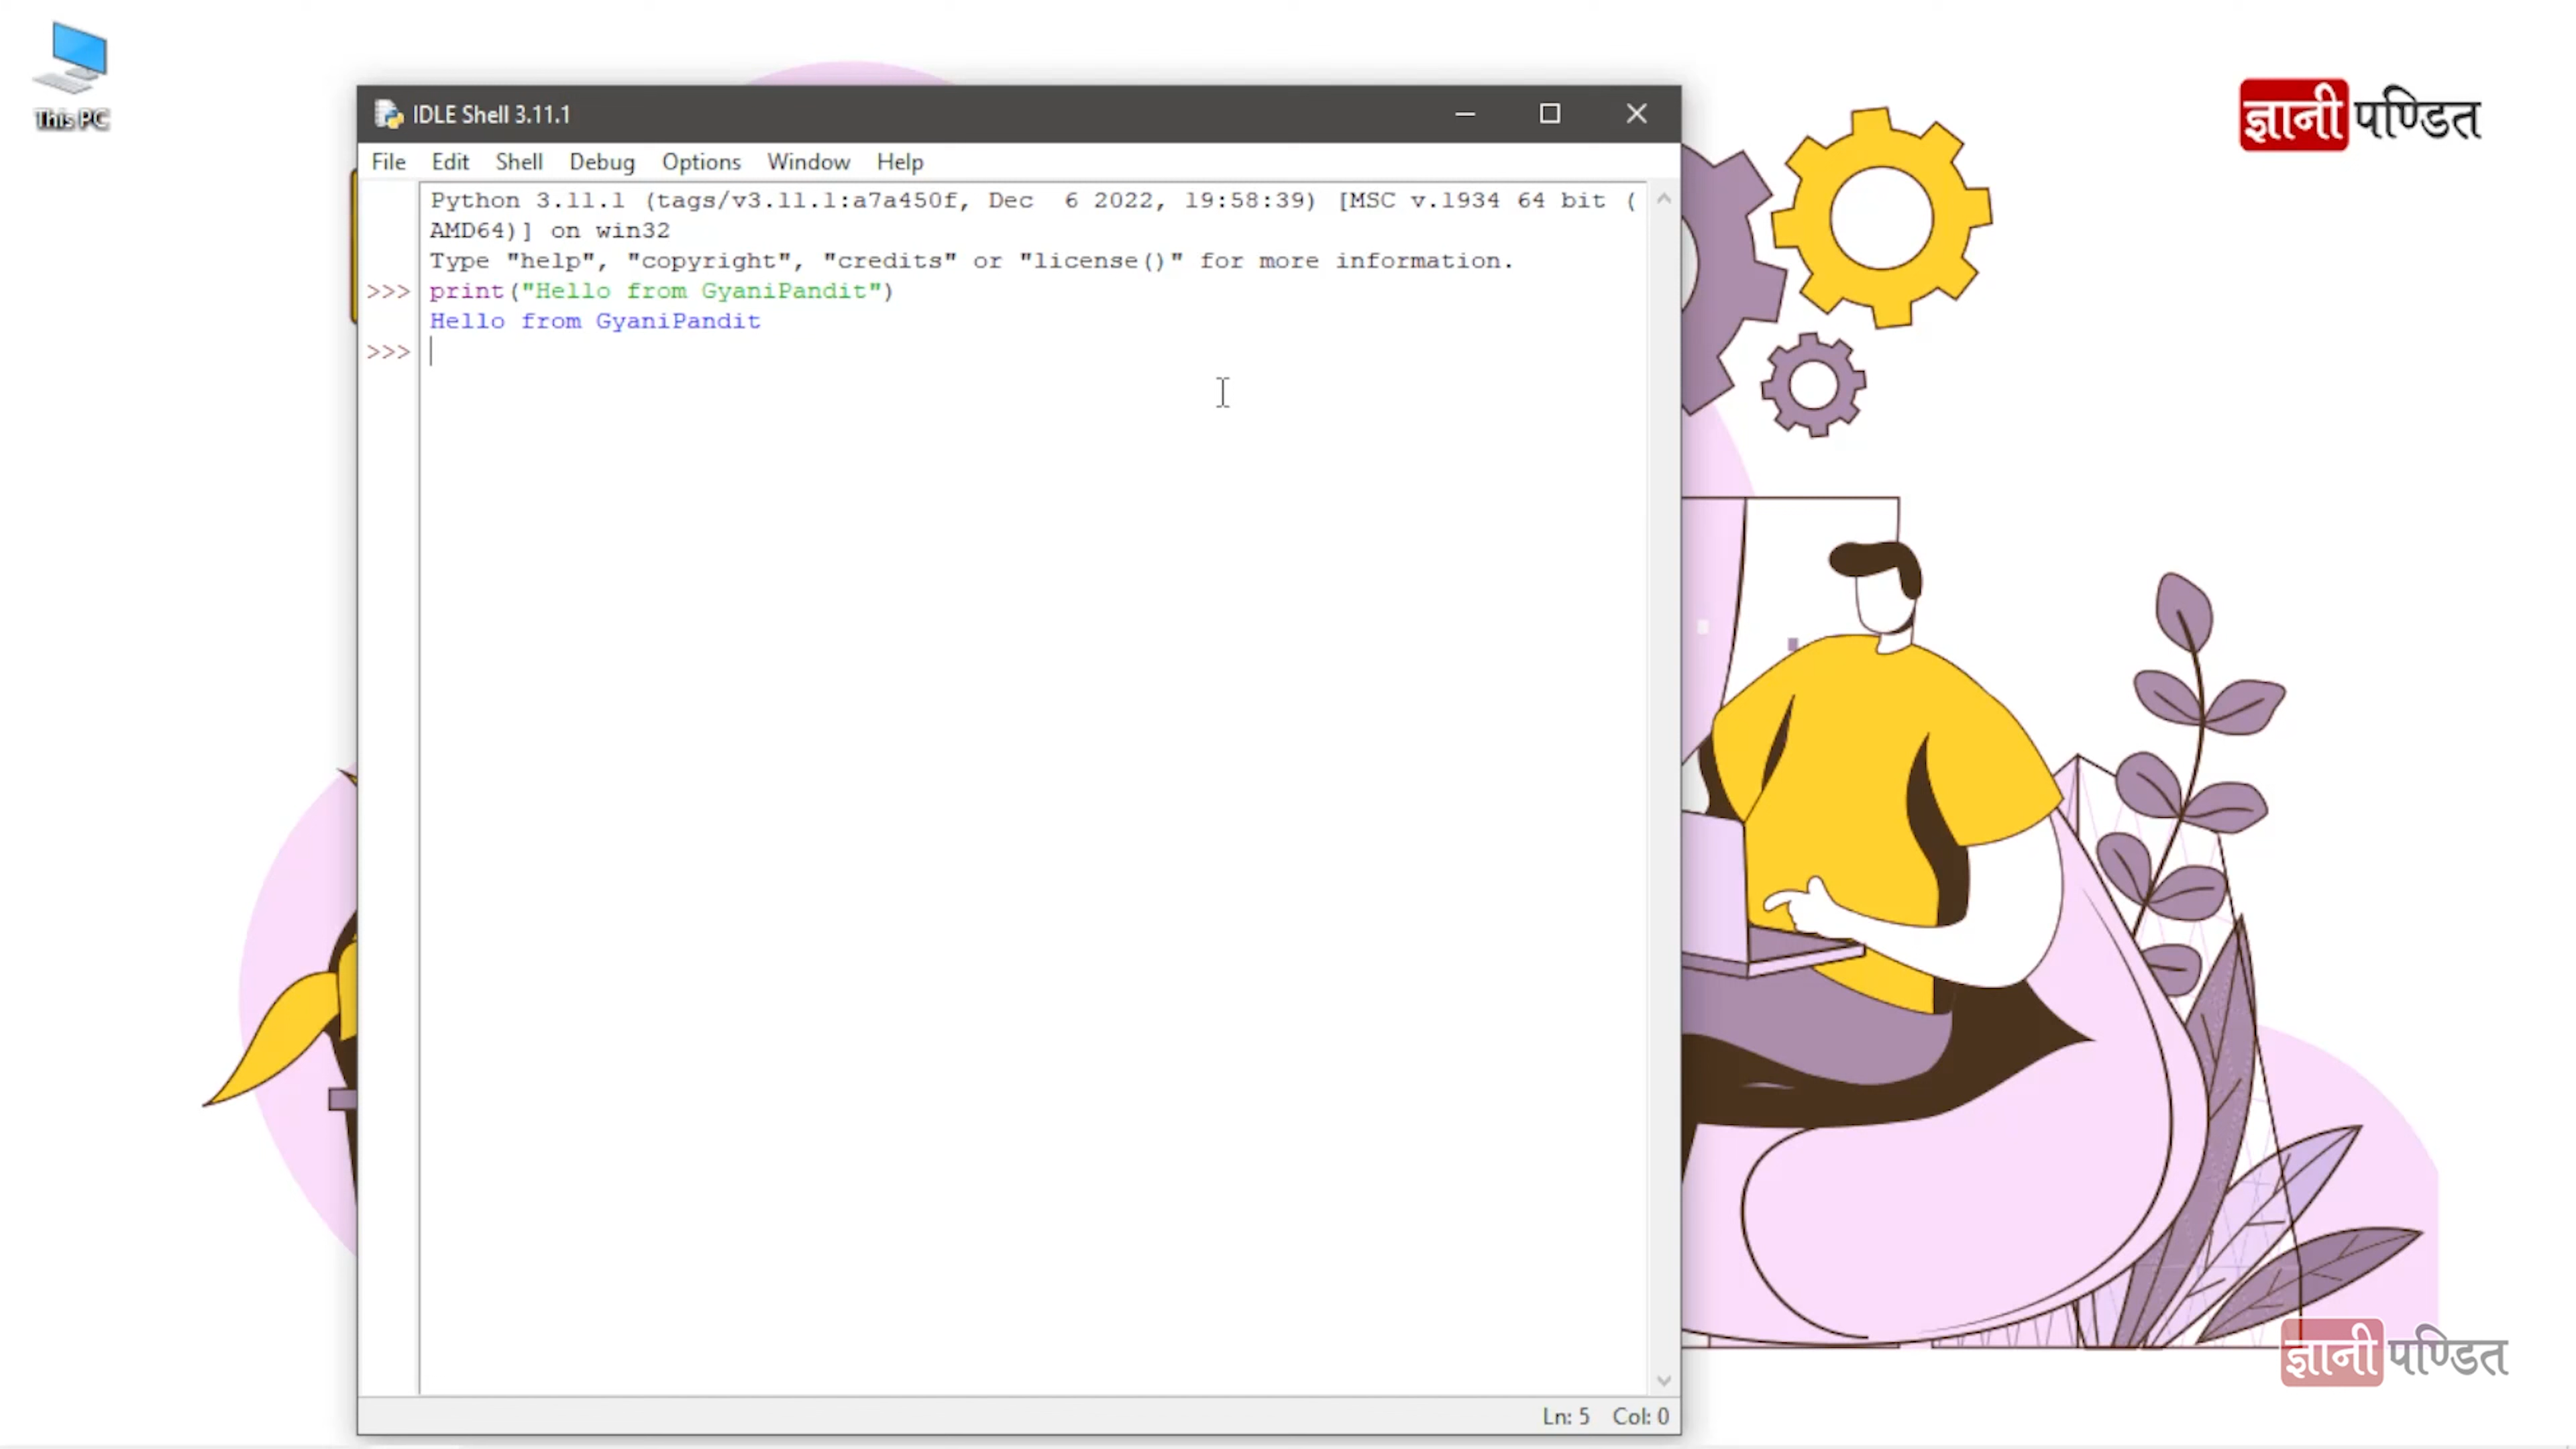 This PC
ज्ञानी पण्डित
IDLE Shell 3.11.1
File Edit Shell Debug Options Window Help
Python 3.11.1 (tags/v3.11.1:a7a450f, Dec  6 2022, 19:58:39) [MSC v.1934 64 bit (
AMD64)] on win32
Type "help", "copyright", "credits" or "license()" for more information.
>>> print("Hello from GyaniPandit")
Hello from GyaniPandit
>>>
ज्ञानी पण्डित
Ln: 5 Col: 0